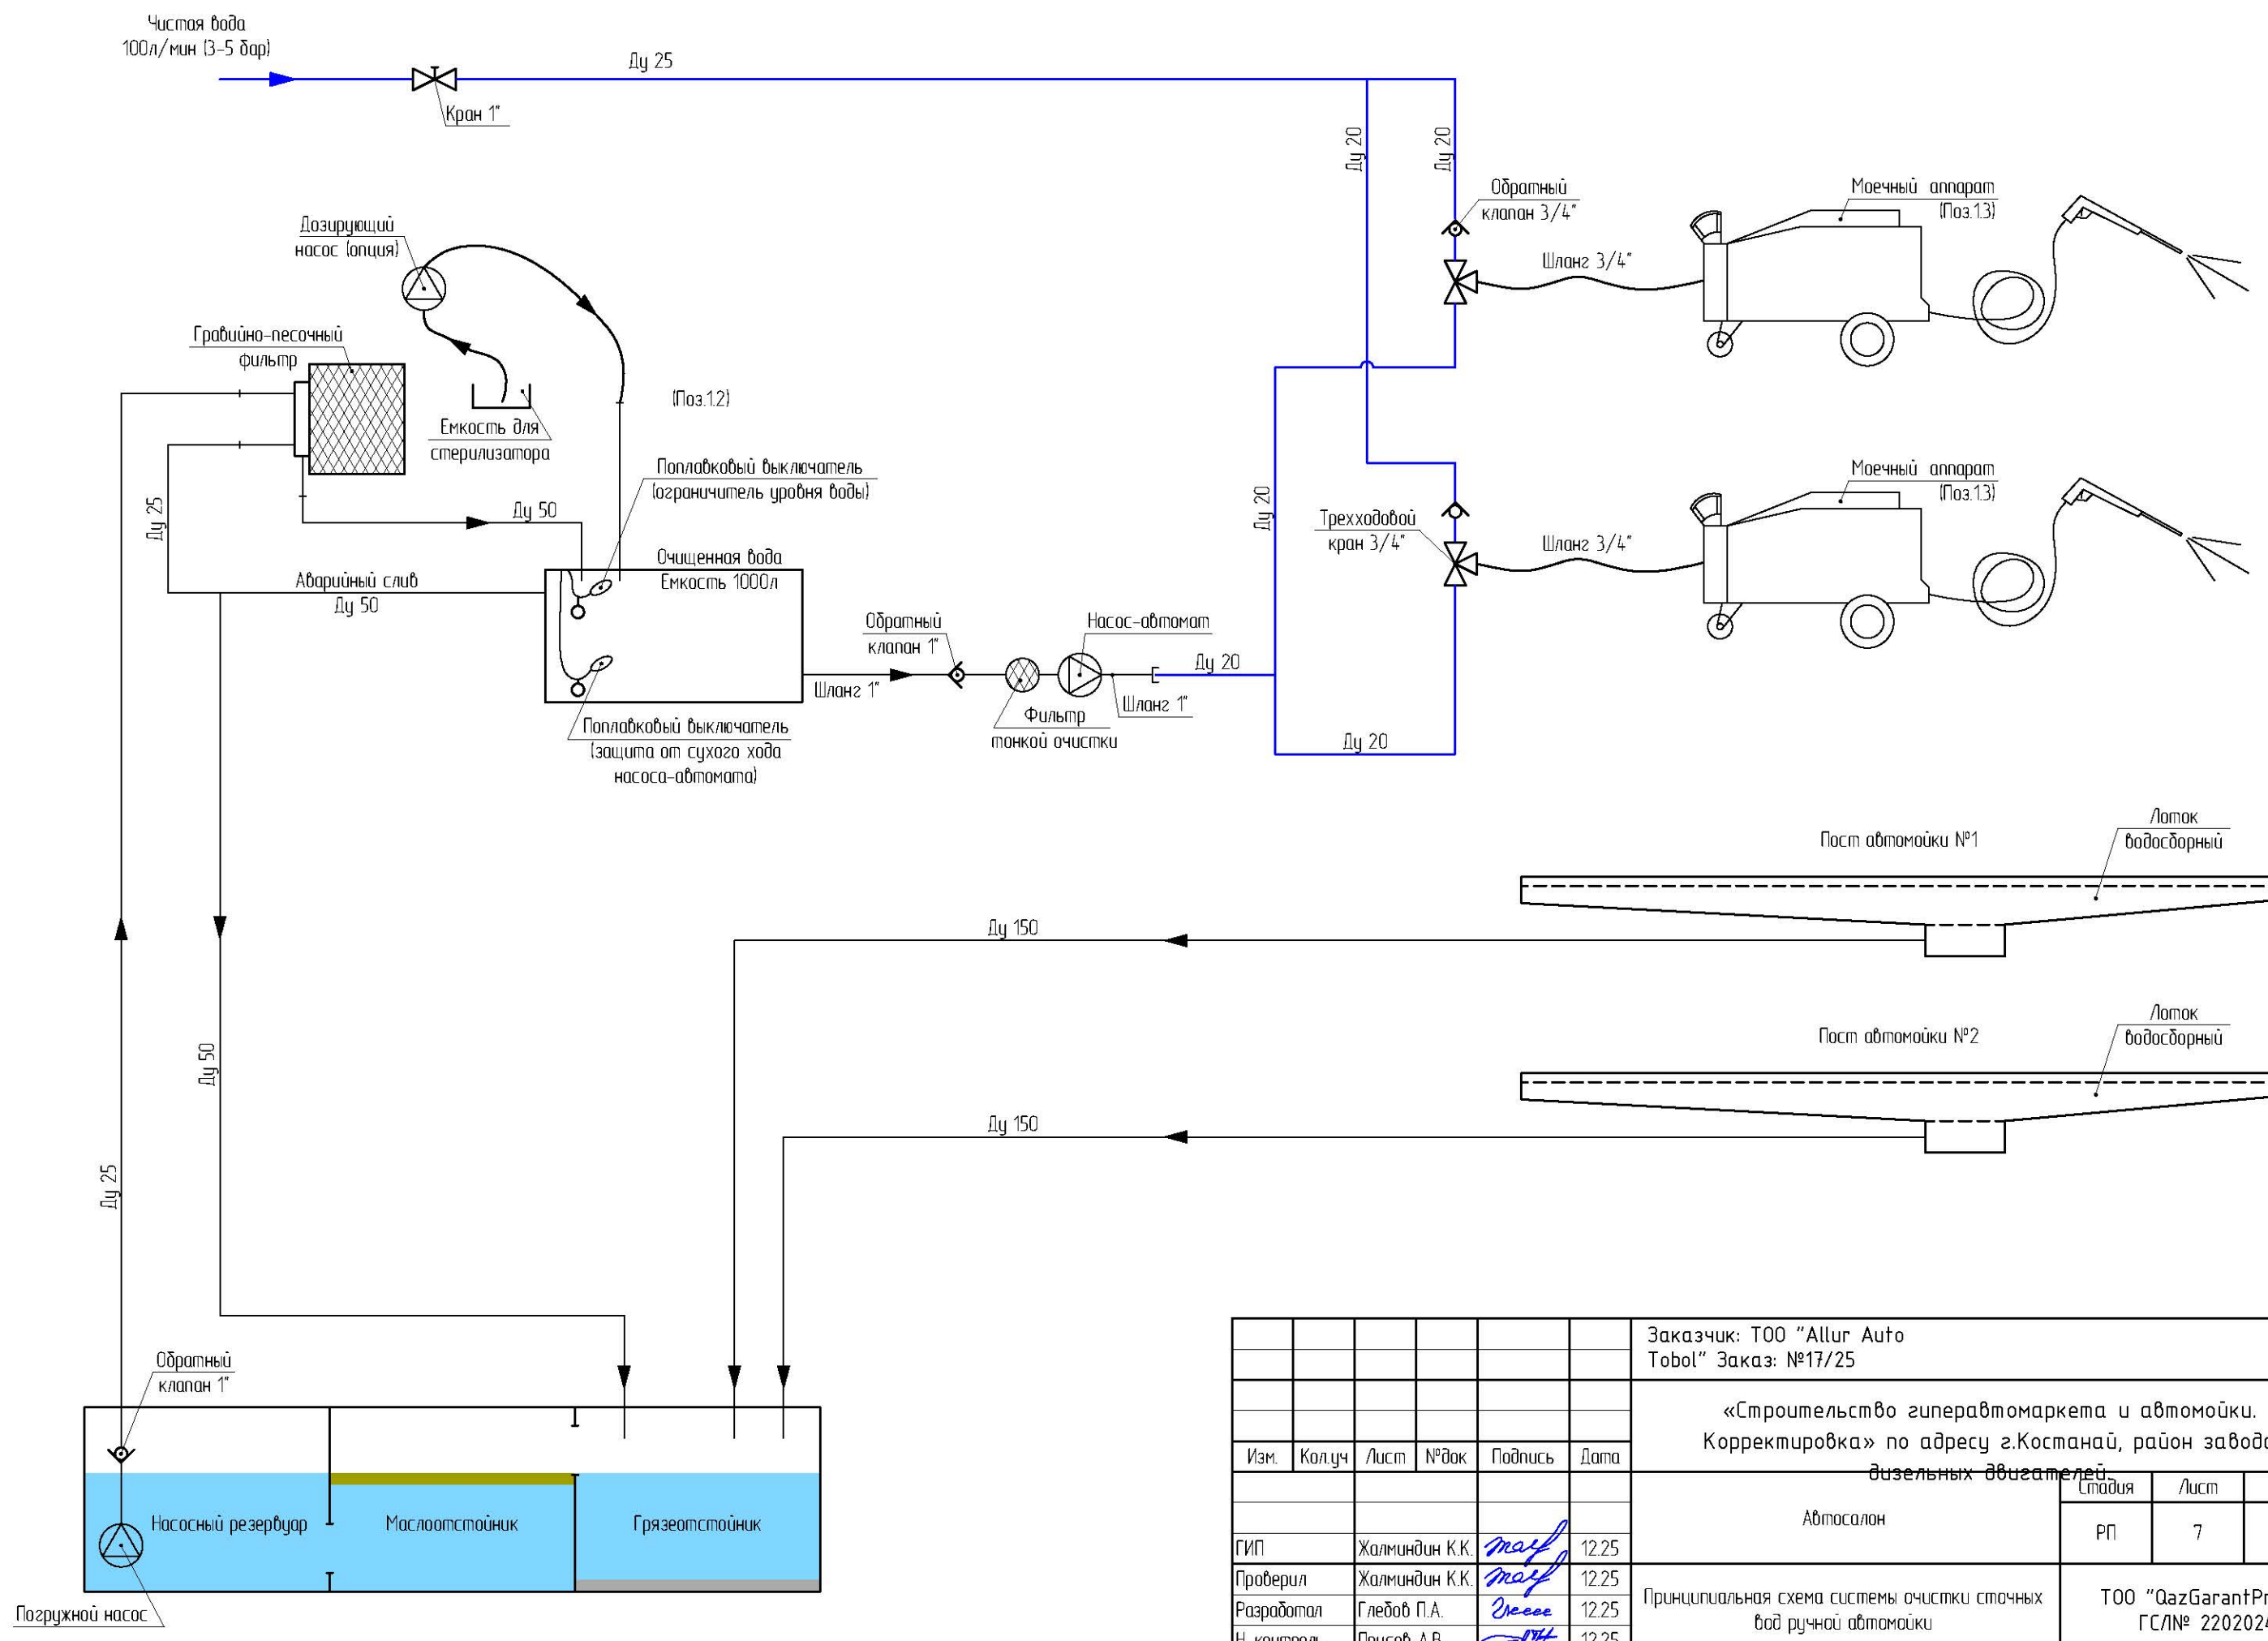 Чистая вода
100л/мин (3-5 бар)
Ду 25
Кран 1"
Ду 20
Ду 20
Обратный
клапан 3/4"
Моечный аппарат
(Поз.1.3)
Шланг 3/4"
Дозирующий
насос (опция)
Гравийно-песочный
фильтр
Емкость для
стерилизатора
(Поз.1.2)
Поплавковый выключатель
(ограничитель уровня воды)
Ду 25
Ду 50
Очищенная вода
Емкость 1000л
Аварийный слив
Ду 50
Ду 20
Трехходовой
кран 3/4"
Моечный аппарат
(Поз.1.3)
Шланг 3/4"
Обратный
клапан 1"
Насос-автомат
Шланг 1"
Ду 20
Шланг 1"
Фильтр
тонкой очистки
Ду 20
Поплавковый выключатель
(защита от сухого хода
насоса-автомата)
Пост автомойки №1
Лоток
водосборный
Ду 150
Пост автомойки №2
Лоток
водосборный
Ду 150
Ду 50
Ду 25
Обратный
клапан 1"
Насосный резервуар
Маслоотстойник
Грязеотстойник
Погружной насос
Заказчик: ТОО "Allur Auto
Tobol" Заказ: №17/25
«Строительство гиперавтомаркета и автомойки.
Корректировка» по адресу г.Костанай, район
дизельных двигателей.
Изм. Кол.уч Лист №док Подпись Дата
Автосалон
Стадия Лист
РП 7
ГИП Жалминдин К.К. 12.25
Проверил Жалминдин К.К. 12.25
Разработал Глебов П.А. 12.25
Принципиальная схема системы очистки сточных
вод ручной автомойки
ТОО
ГСЛ№
12.25